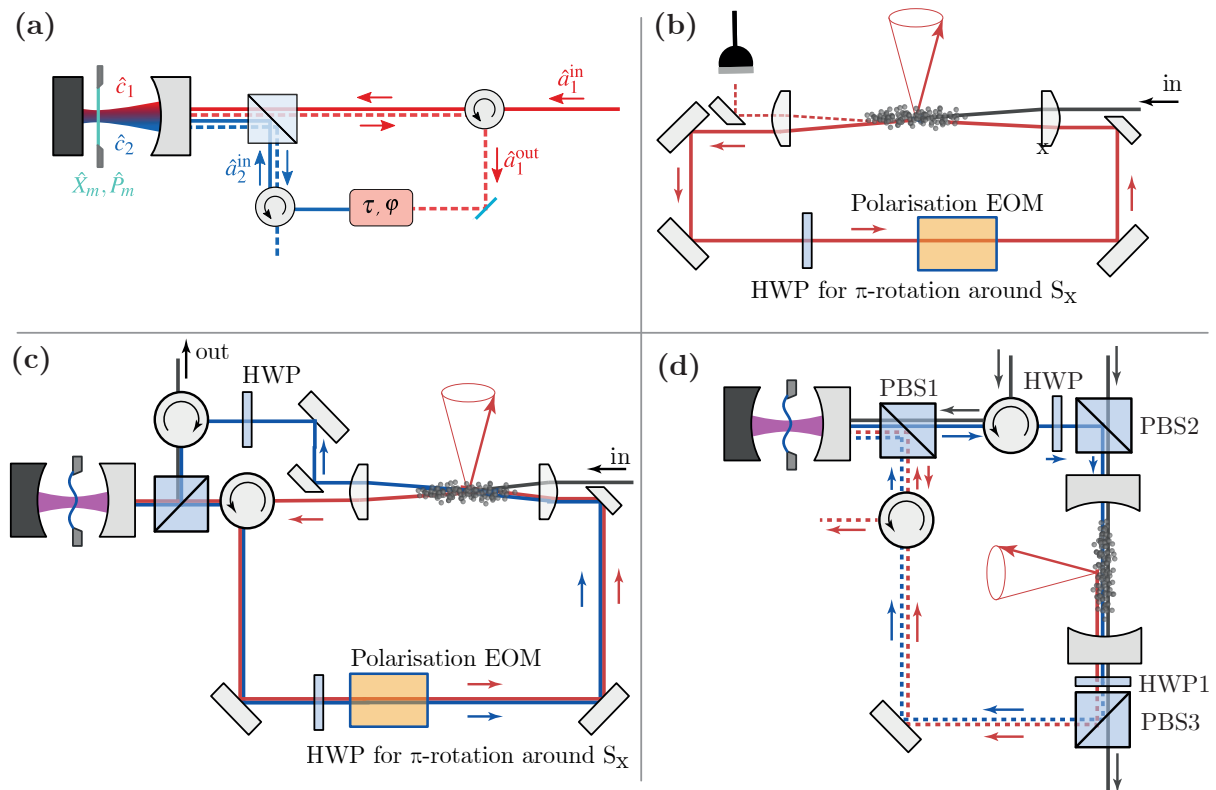 (a)
ĉ₁
â₁ⁱⁿ
ĉ₂
X̂ₘ, P̂ₘ
â₂ⁱⁿ
â₁ᵒᵘᵗ
τ, φ
(b)
in
x
Polarisation EOM
HWP for π-rotation around Sₓ
(c)
out
HWP
in
Polarisation EOM
HWP for π-rotation around Sₓ
(d)
PBS1
HWP
PBS2
HWP1
PBS3